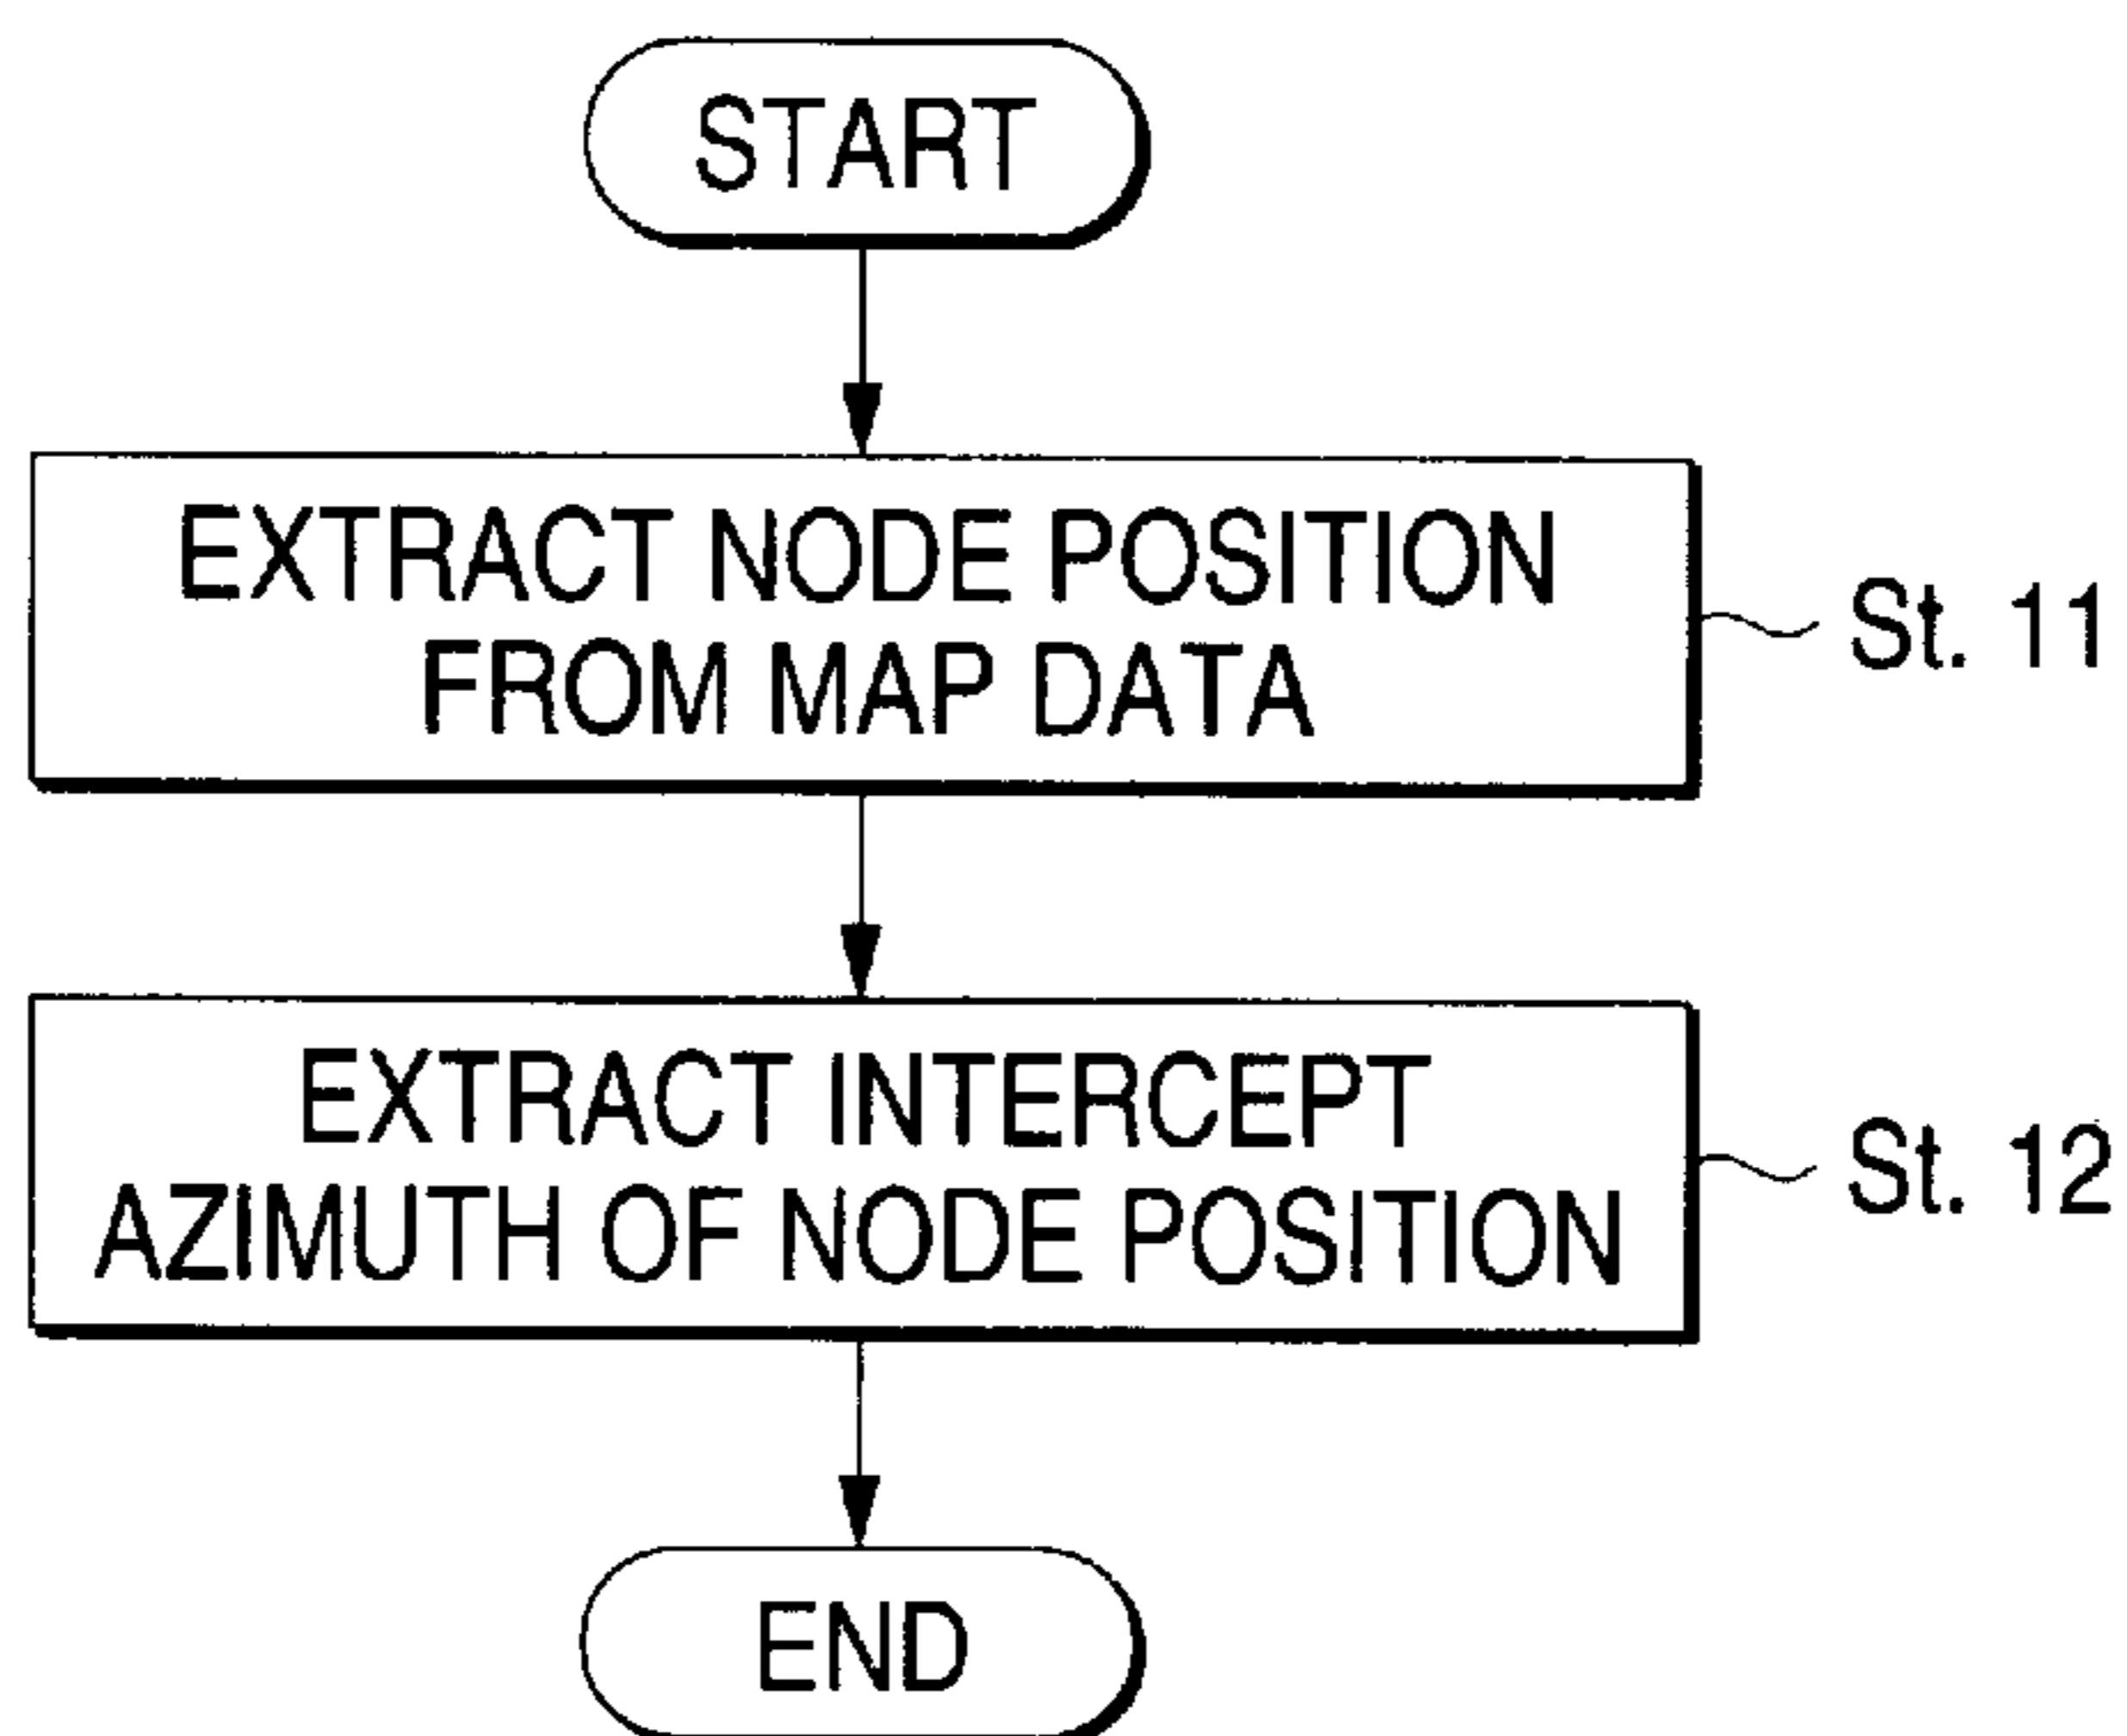 START
EXTRACT NODE POSITION
FROM MAP DATA
St. 11
EXTRACT INTERCEPT
AZIMUTH OF NODE POSITION
St. 12
END